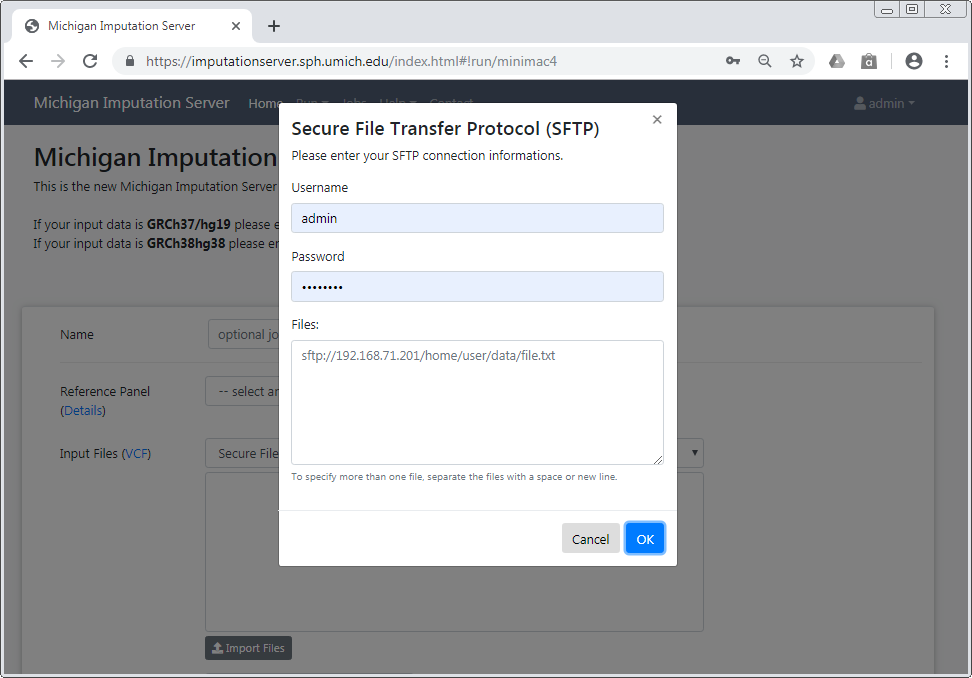 Michigan Imputation Server
https://imputationserver.sph.umich.edu/index.html#!run/minimac4
Michigan Imputation Server Home Run Jobs Help Contact admin
Secure File Transfer Protocol (SFTP)
Please enter your SFTP connection informations.
Username
admin
Password
••••••••
Files:
sftp://192.168.71.201/home/user/data/file.txt
To specify more than one file, separate the files with a space or new line.
Cancel OK
Michigan Imputation
This is the new Michigan Imputation Server
If your input data is GRCh37/hg19 please
If your input data is GRCh38hg38 please
Name optional
Reference Panel -- select
(Details)
Input Files (VCF) Secure File
Import Files